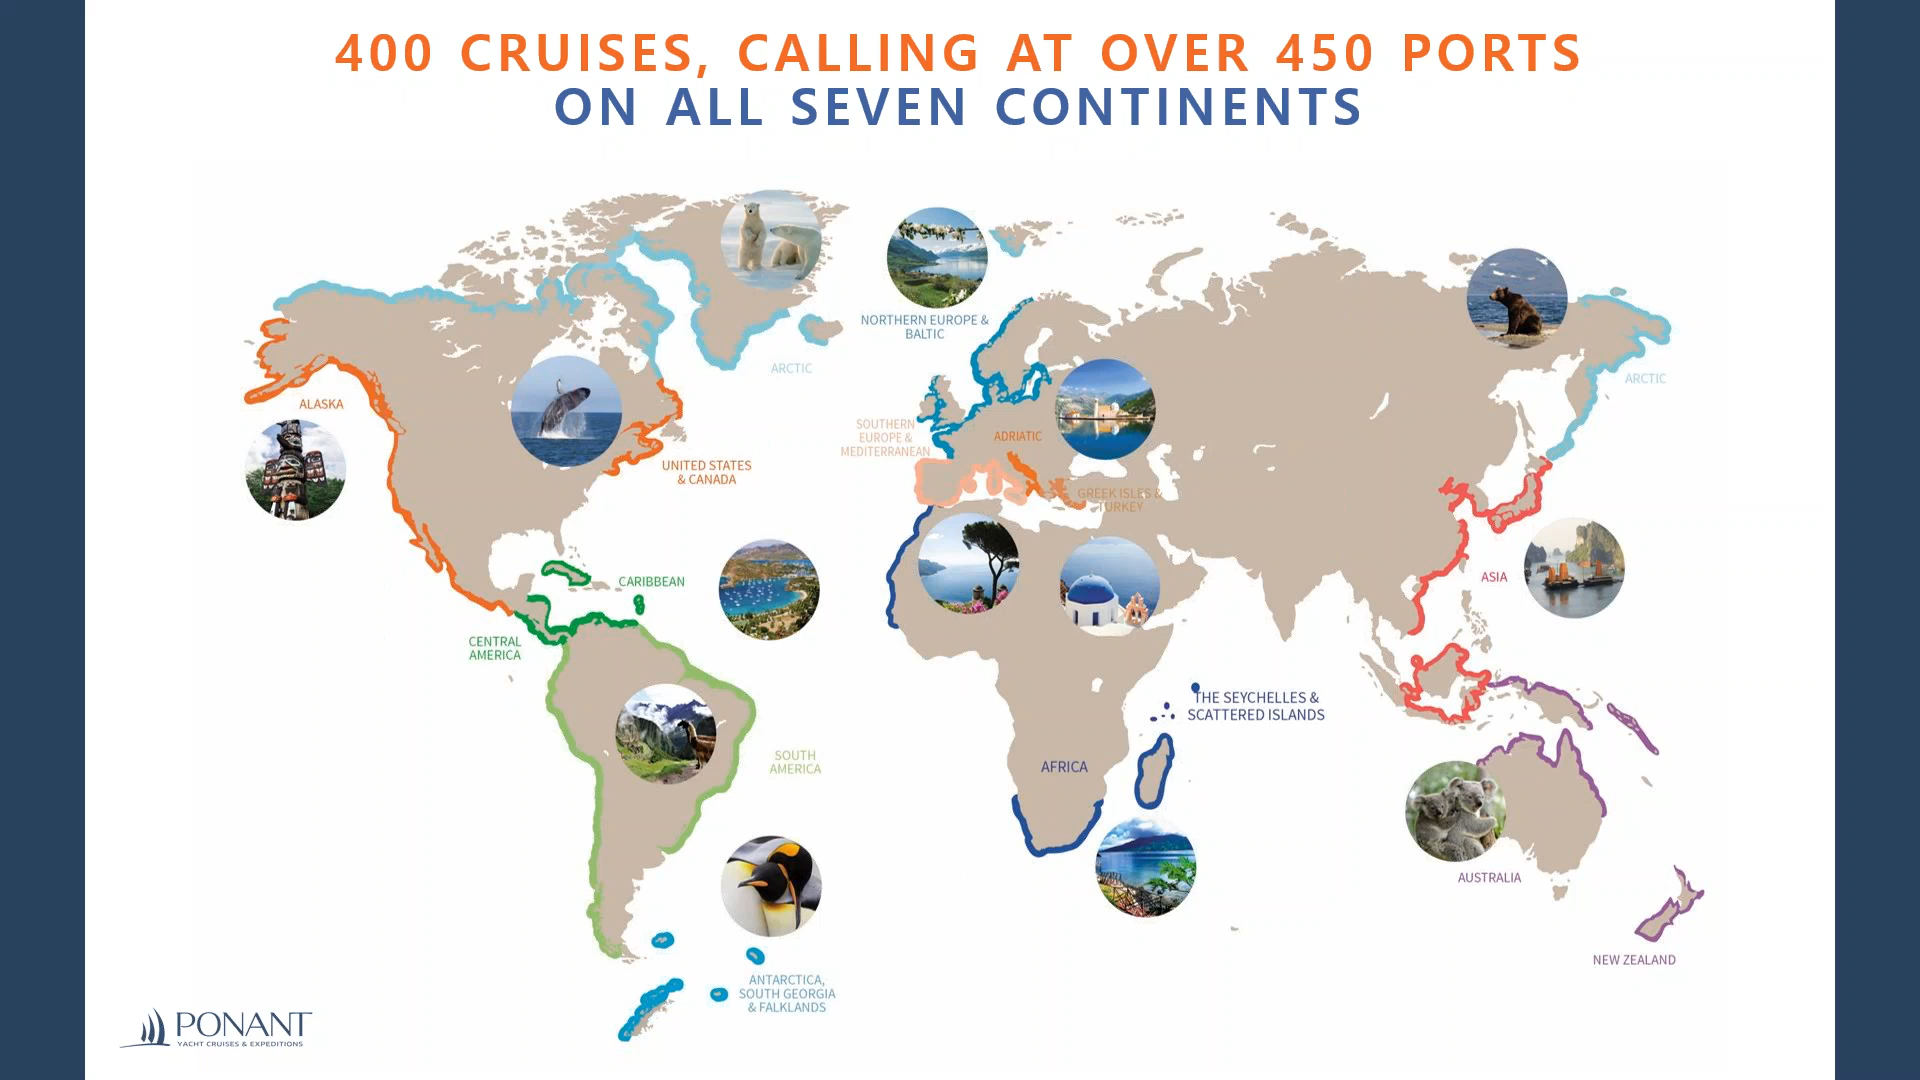 400 CRUISES, CALLING AT OVER 450 PORTS
ON ALL SEVEN CONTINENTS
NORTHERN EUROPE &
BALTIC
ARCTIC
ARCTIC
ALASKA
SOUTHERN
EUROPE &
MEDITERRANEAN
ADRIATIC
UNITED STATES
& CANADA
GREEK ISLES &
TURKEY
CARIBBEAN
ASIA
CENTRAL
AMERICA
THE SEYCHELLES &
SCATTERED ISLANDS
SOUTH
AMERICA
AFRICA
AUSTRALIA
NEW ZEALAND
ANTARCTICA,
SOUTH GEORGIA
& FALKLANDS
PONANT
YACHT CRUISES & EXPEDITIONS